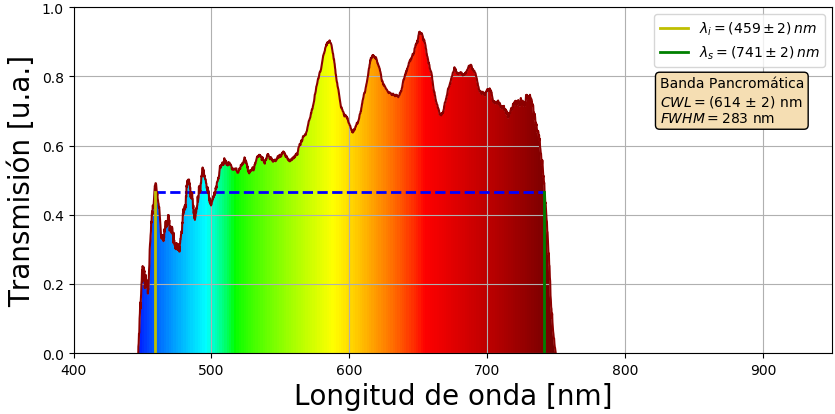 1.0
0.8
0.6
0.4
0.2
0.0
Transmisión [u.a.]
λᵢ = (459 ± 2) nm
λₛ = (741 ± 2) nm
Banda Pancromática
CWL = (614 ± 2) nm
FWHM = 283 nm
400 500 600 700 800 900
Longitud de onda [nm]